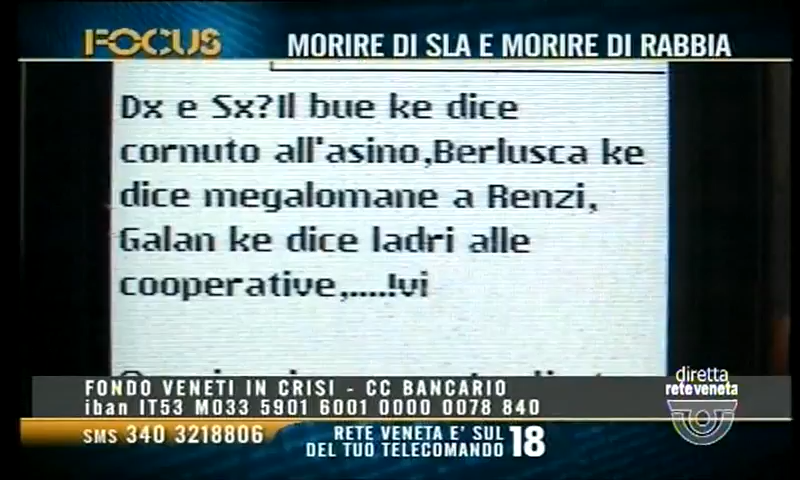 FOCUS
MORIRE DI SLA E MORIRE DI RABBIA
Dx e Sx?Il bue ke dice
cornuto all'asino,Berlusca ke
dice megalomane a Renzi,
Galan ke dice ladri alle
cooperative,....!vi
FONDO VENETI IN CRISI - CC BANCARIO
iban IT53 M033 5901 6001 0000 0078 840
diretta
reteveneta
SMS 340 3218806
RETE VENETA E' SUL
DEL TUO TELECOMANDO 18